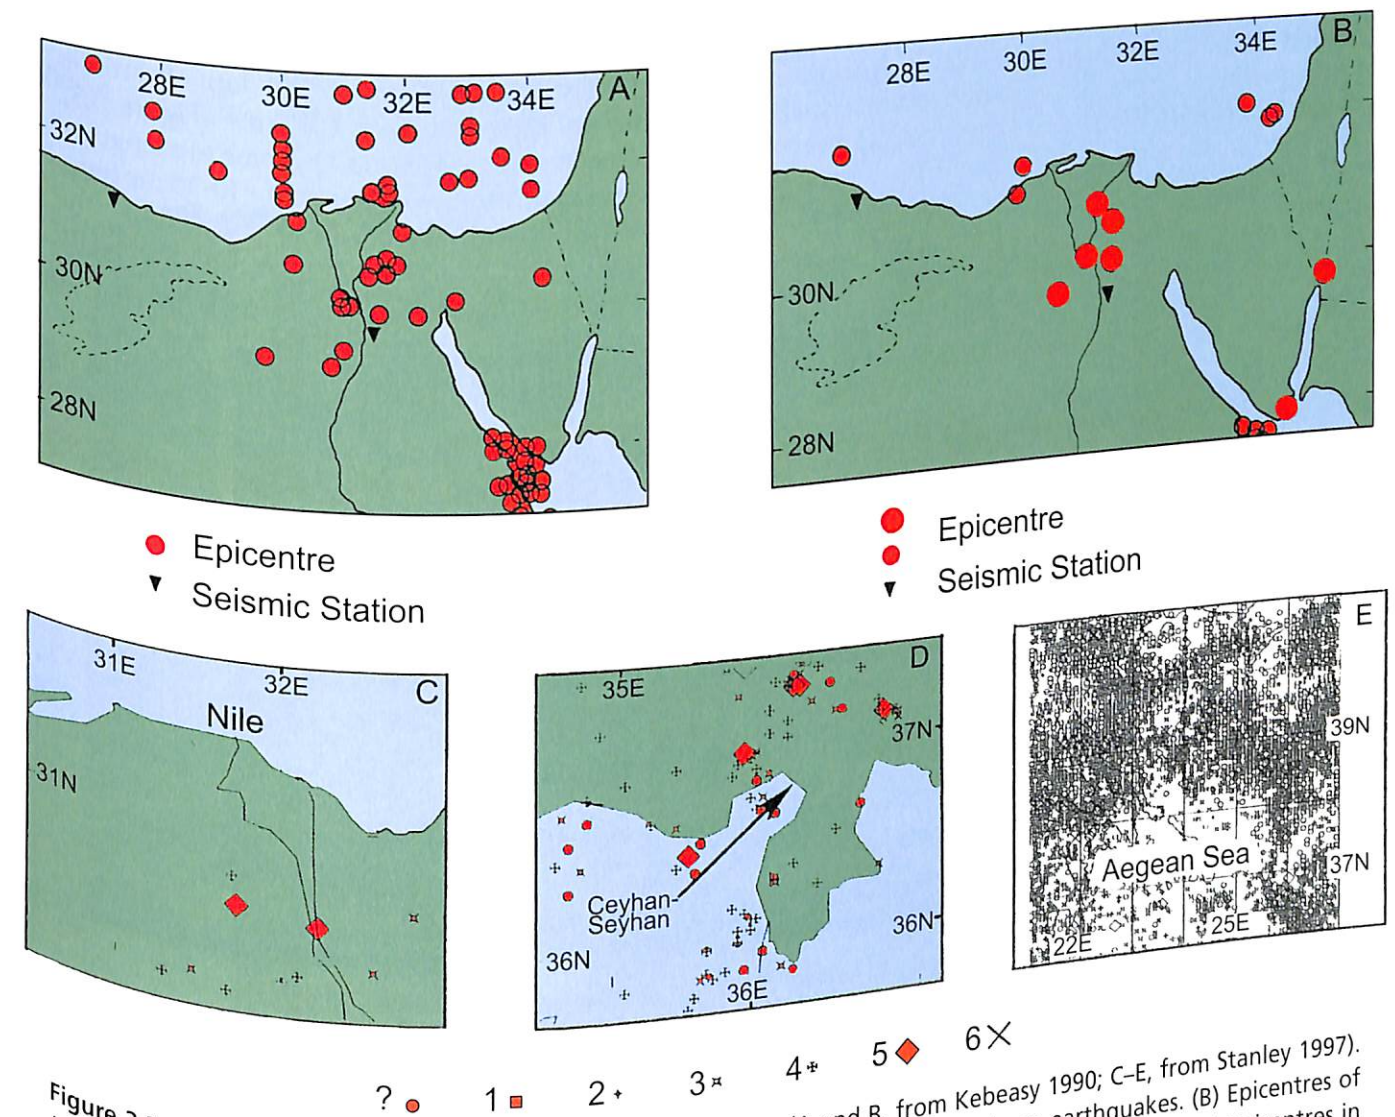 A
28E
30E
32E
34E
32N
30N
28N
Epicentre
Seismic Station
B
28E
30E
32E
34E
30N
28N
Epicentre
Seismic Station
C
31E
32E
Nile
31N
D
35E
37N
Ceyhan-
Seyhan
36N
36N
36E
E
39N
Aegean Sea
37N
22E
25E
? 1 2 3 4 5 6
Figure
and B, from Kebeasy 1990; C–E, from Stanley 1997).
earthquakes. (B) Epicentres of
in